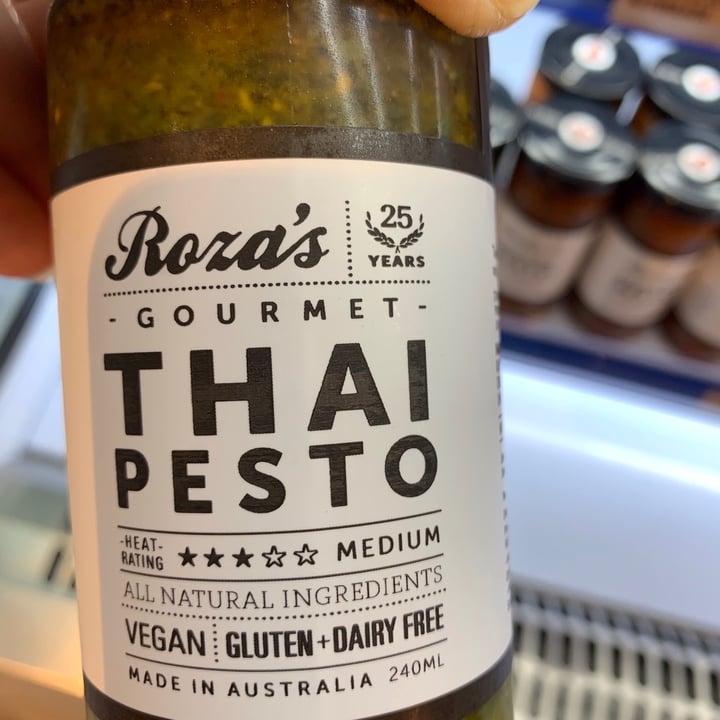 Roza's
25
YEARS
- GOURMET -
THAI
PESTO
-HEAT-
RATING
★★★☆☆ MEDIUM
ALL NATURAL INGREDIENTS
VEGAN GLUTEN + DAIRY FREE
MADE IN AUSTRALIA 240ML